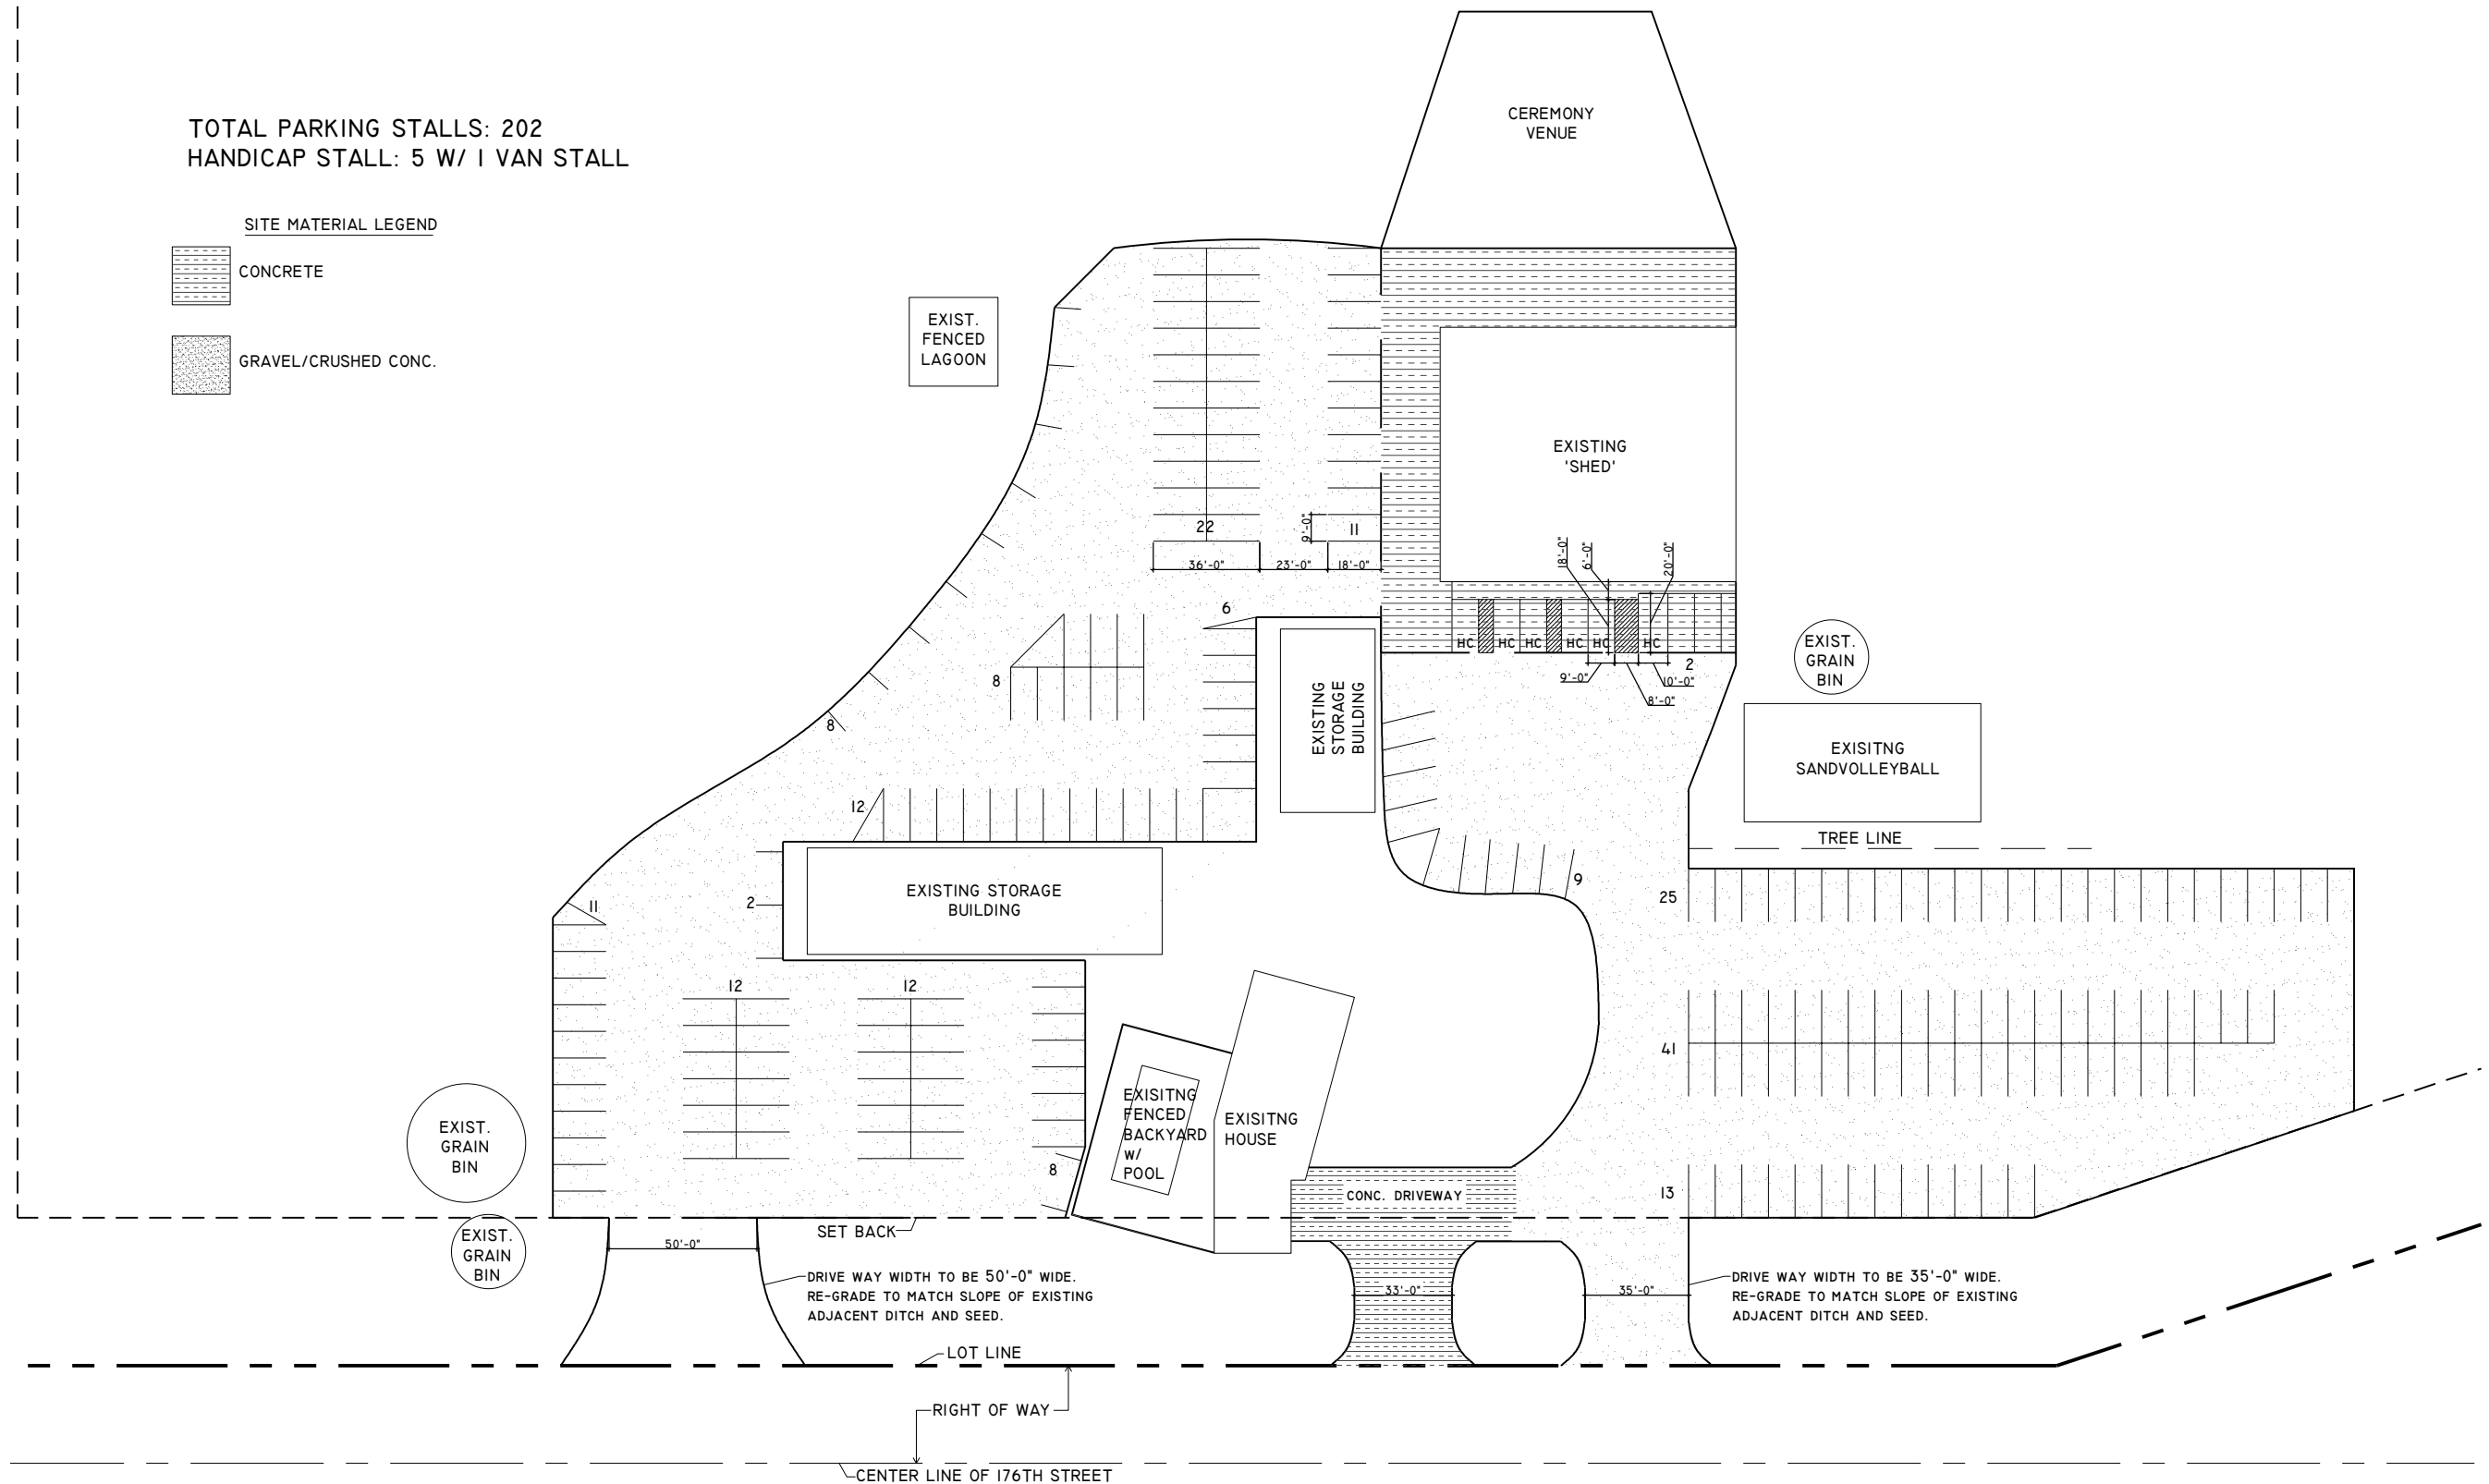 TOTAL PARKING STALLS: 202
HANDICAP STALL: 5 W/ 1 VAN STALL
SITE MATERIAL LEGEND
CONCRETE
GRAVEL/CRUSHED CONC.
CEREMONY
VENUE
EXIST.
FENCED
LAGOON
EXISTING
'SHED'
22
11
9'-0"
36'-0"
23'-0"
18'-0"
18'-0"
6'-0"
20'-0"
HC
HC
HC
HC
HC
HC
2
9'-0"
10'-0"
8'-0"
6
8
8
12
EXISTING
STORAGE
BUILDING
EXIST.
GRAIN
BIN
EXISITNG
SANDVOLLEYBALL
TREE LINE
11
2
EXISTING STORAGE
BUILDING
9
25
12
12
41
EXIST.
GRAIN
BIN
8
EXISITNG
FENCED
BACKYARD
W/
POOL
EXISITNG
HOUSE
CONC. DRIVEWAY
13
EXIST.
GRAIN
BIN
50'-0"
SET BACK
DRIVE WAY WIDTH TO BE 50'-0" WIDE.
RE-GRADE TO MATCH SLOPE OF EXISTING
ADJACENT DITCH AND SEED.
33'-0"
35'-0"
DRIVE WAY WIDTH TO BE 35'-0" WIDE.
RE-GRADE TO MATCH SLOPE OF EXISTING
ADJACENT DITCH AND SEED.
LOT LINE
RIGHT OF WAY
CENTER LINE OF 176TH STREET